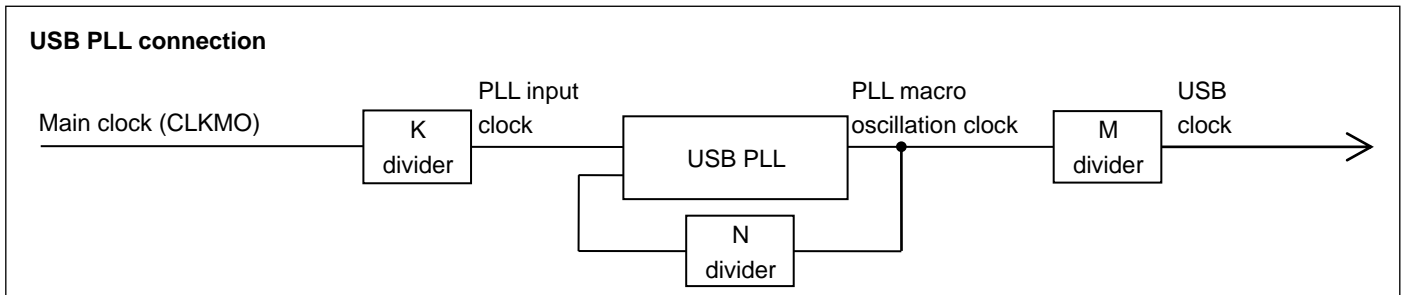 USB PLL connection
Main clock (CLKMO)
K
divider
PLL input
clock
USB PLL
N
divider
PLL macro
oscillation clock
M
divider
USB
clock